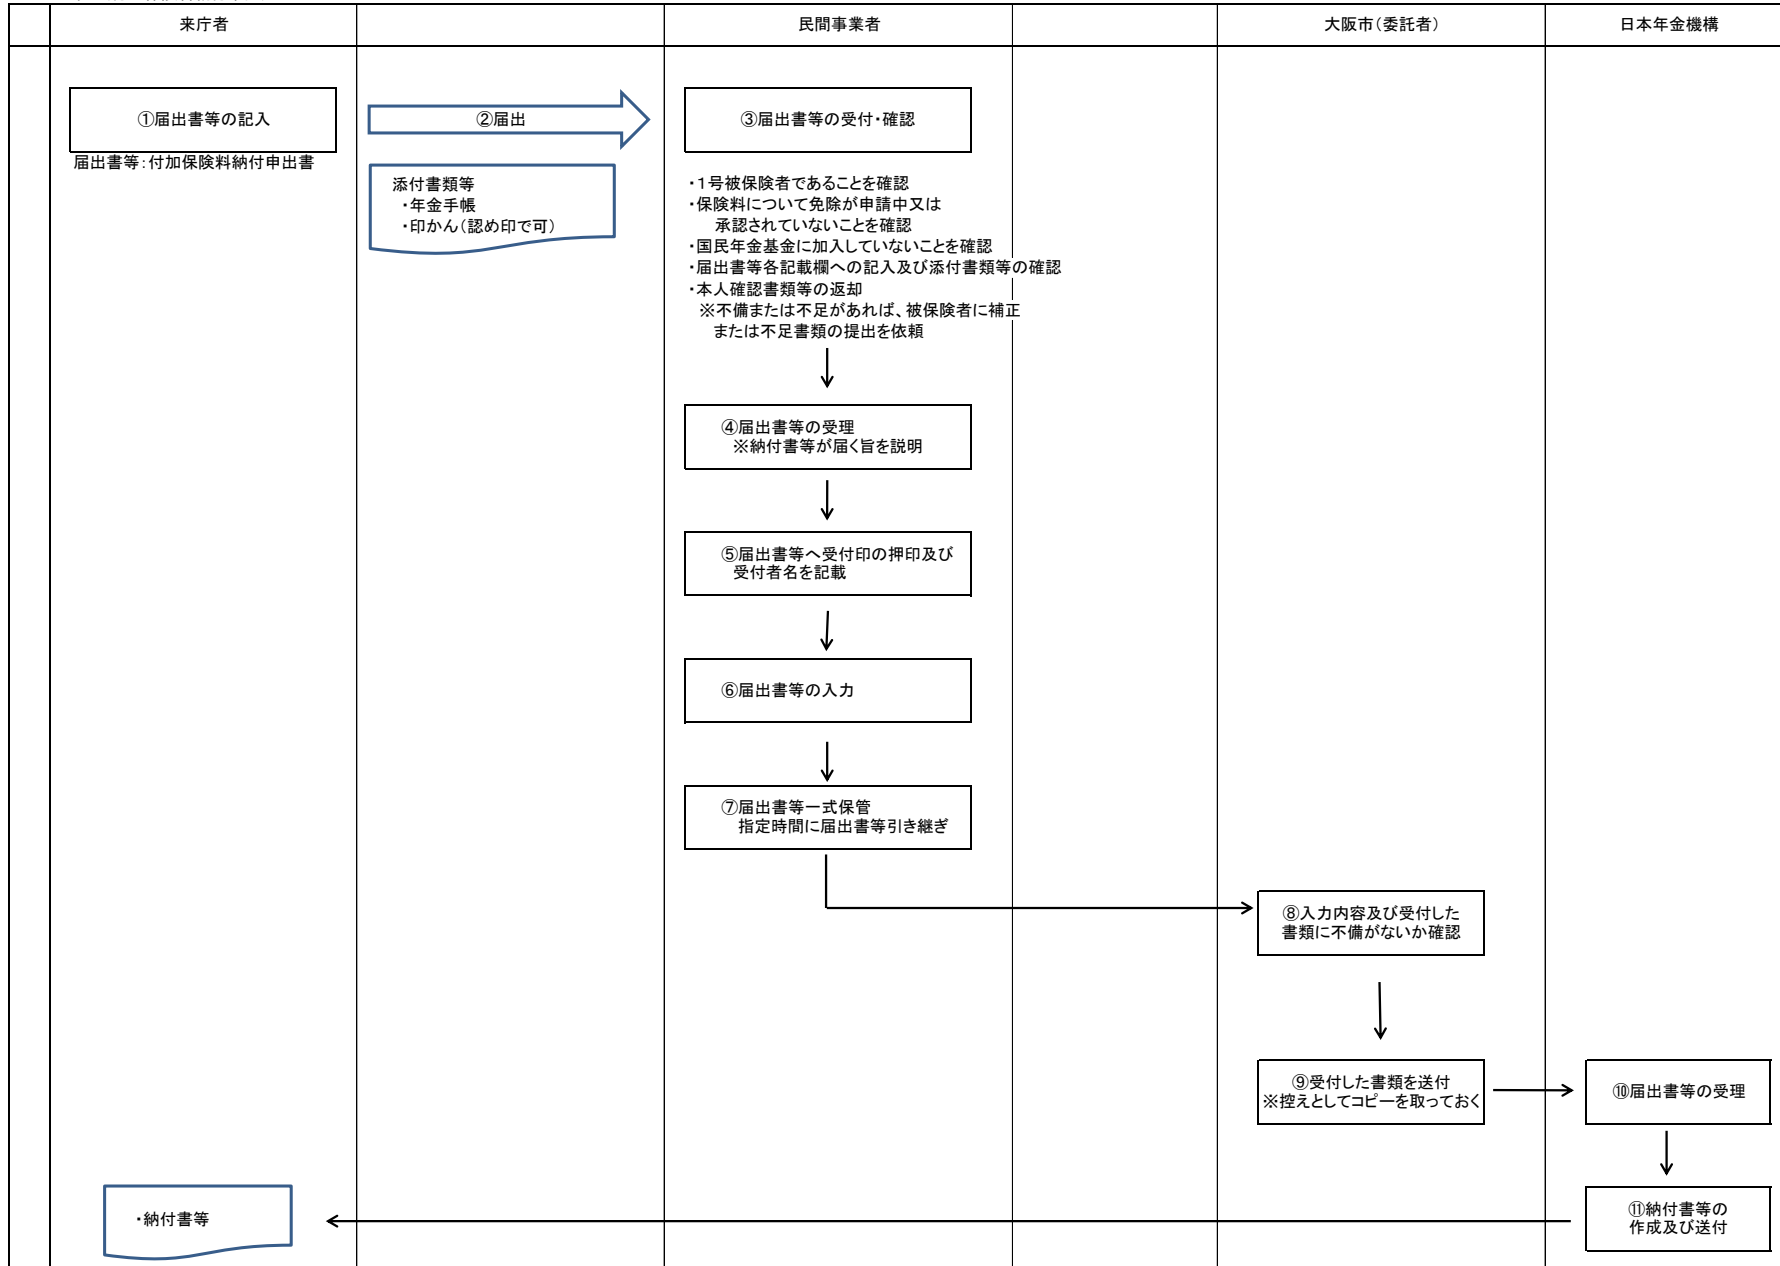 来庁者
民間事業者
大阪市(委託者)
日本年金機構
①届出書等の記入
届出書等:付加保険料納付申出書
②届出
添付書類等
・年金手帳
・印かん(認め印で可)
③届出書等の受付・確認
・1号被保険者であることを確認
・保険料について免除が申請中又は
承認されていないことを確認
・国民年金基金に加入していないことを確認
・届出書等各記載欄への記入及び添付書類等の確認
・本人確認書類等の返却
※不備または不足があれば、被保険者に補正
または不足書類の提出を依頼
④届出書等の受理
※納付書等が届く旨を説明
⑤届出書等へ受付印の押印及び
受付者名を記載
⑥届出書等の入力
⑦届出書等一式保管
指定時間に届出書等引き継ぎ
⑧入力内容及び受付した
書類に不備がないか確認
⑨受付した書類を送付
※控えとしてコピーを取っておく
⑩届出書等の受理
⑪納付書等の
作成及び送付
・納付書等